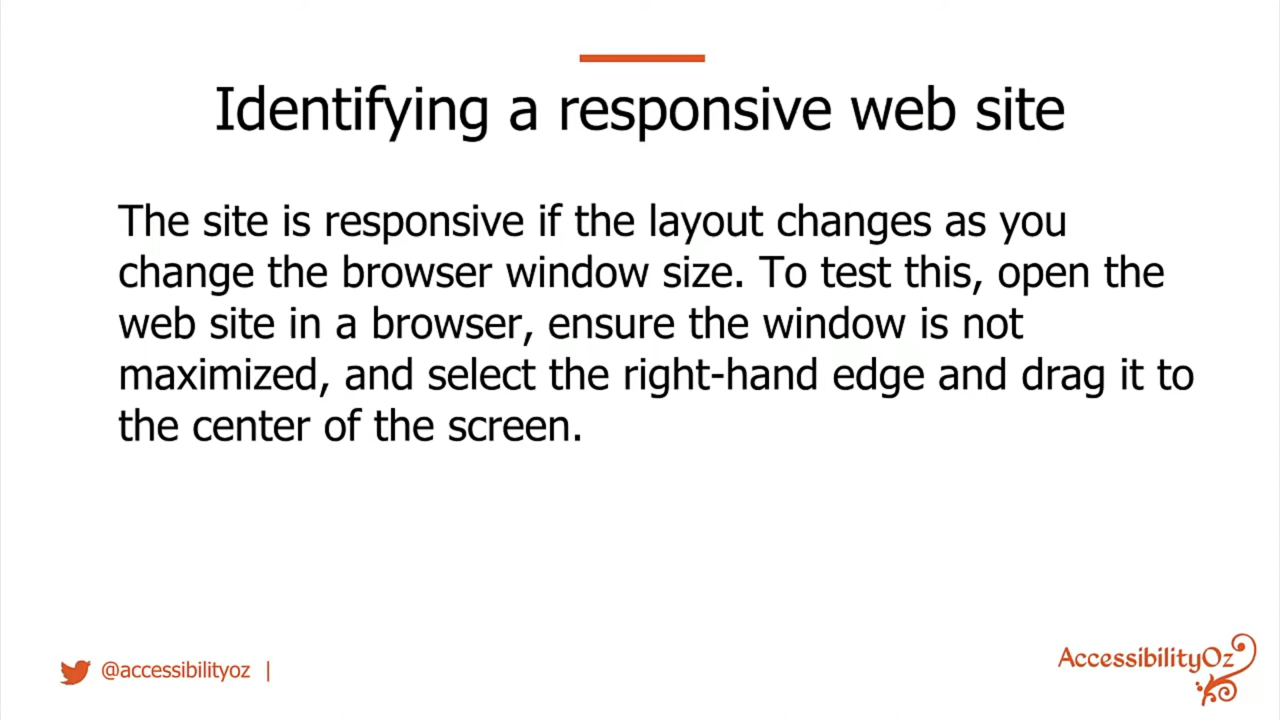 Identifying a responsive web site
The site is responsive if the layout changes as you
change the browser window size. To test this, open the
web site in a browser, ensure the window is not
maximized, and select the right-hand edge and drag it to
the center of the screen.
@accessibilityoz |
AccessibilityOz